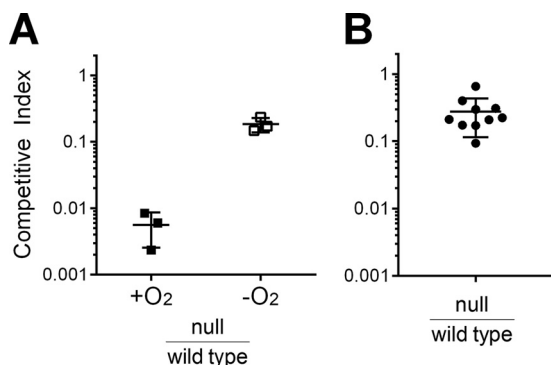 A
B
Competitive Index
1
0.1
0.01
0.001
+O2
-O2
null
wild type
1
0.1
0.01
0.001
null
wild type